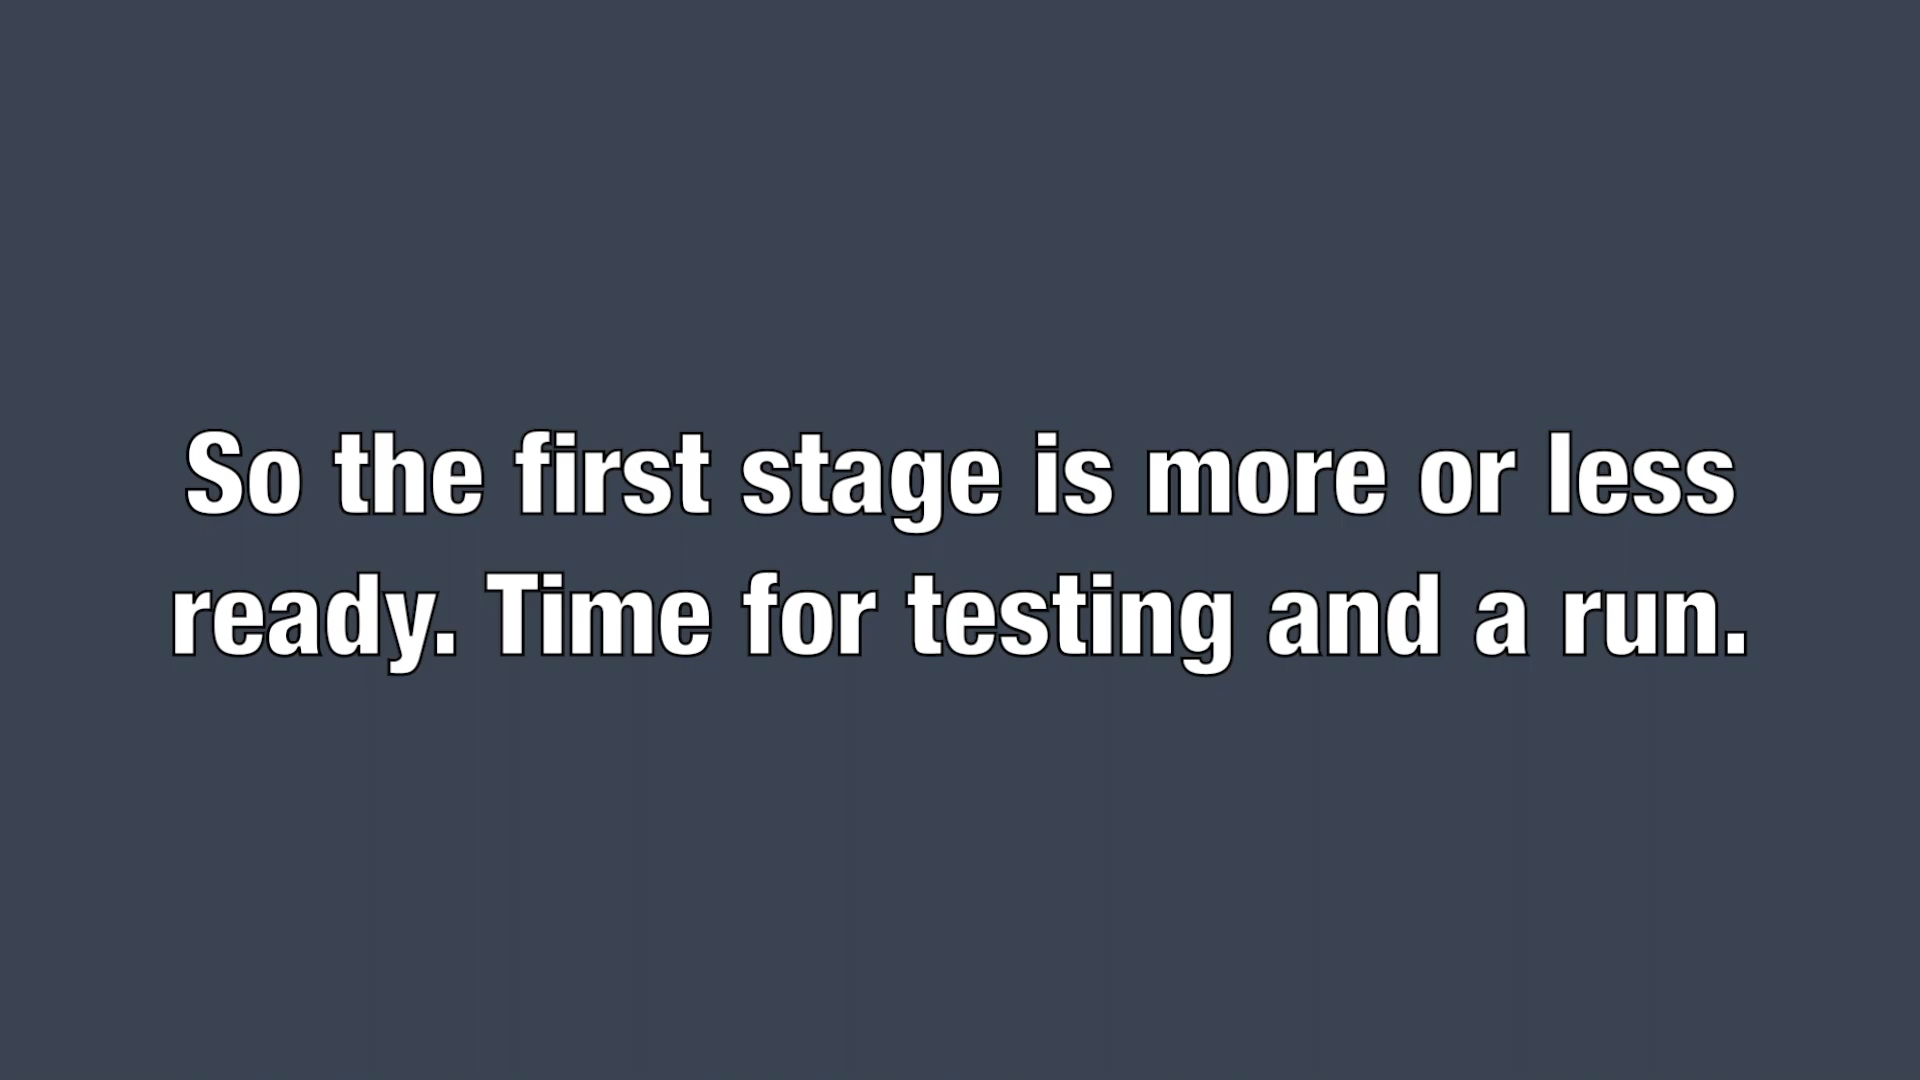 So the first stage is more or less
ready. Time for testing and a run.